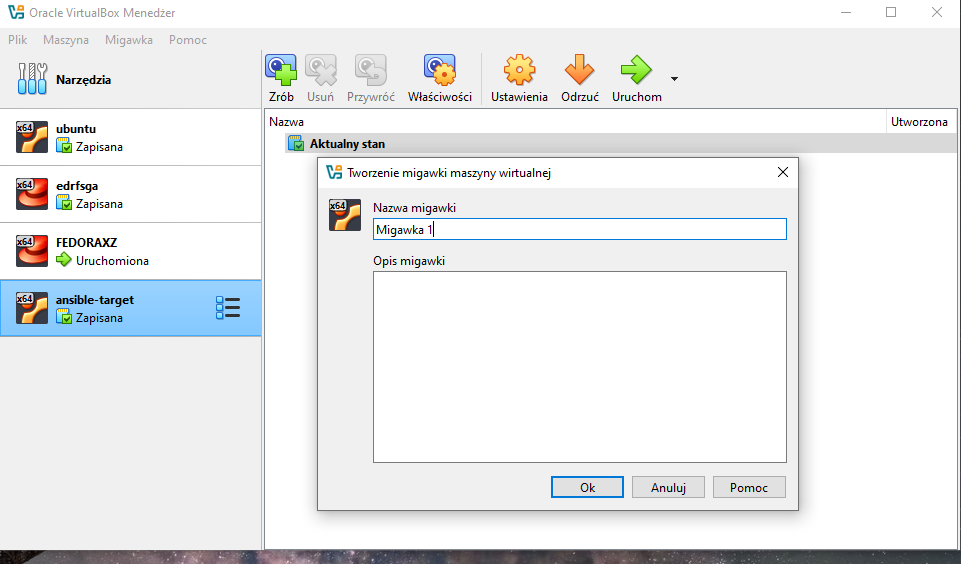 Oracle VirtualBox Menedżer
Plik Maszyna Migawka Pomoc
Narzędzia
x64
ubuntu
Zapisana
x64
edrfsga
Zapisana
x64
FEDORAXZ
Uruchomiona
x64
ansible-target
Zapisana
Zrób Usuń Przywróć Właściwości Ustawienia Odrzuć Uruchom
Nazwa Utworzona
Aktualny stan
Tworzenie migawki maszyny wirtualnej
x64
Nazwa migawki
Migawka 1
Opis migawki
Ok Anuluj Pomoc